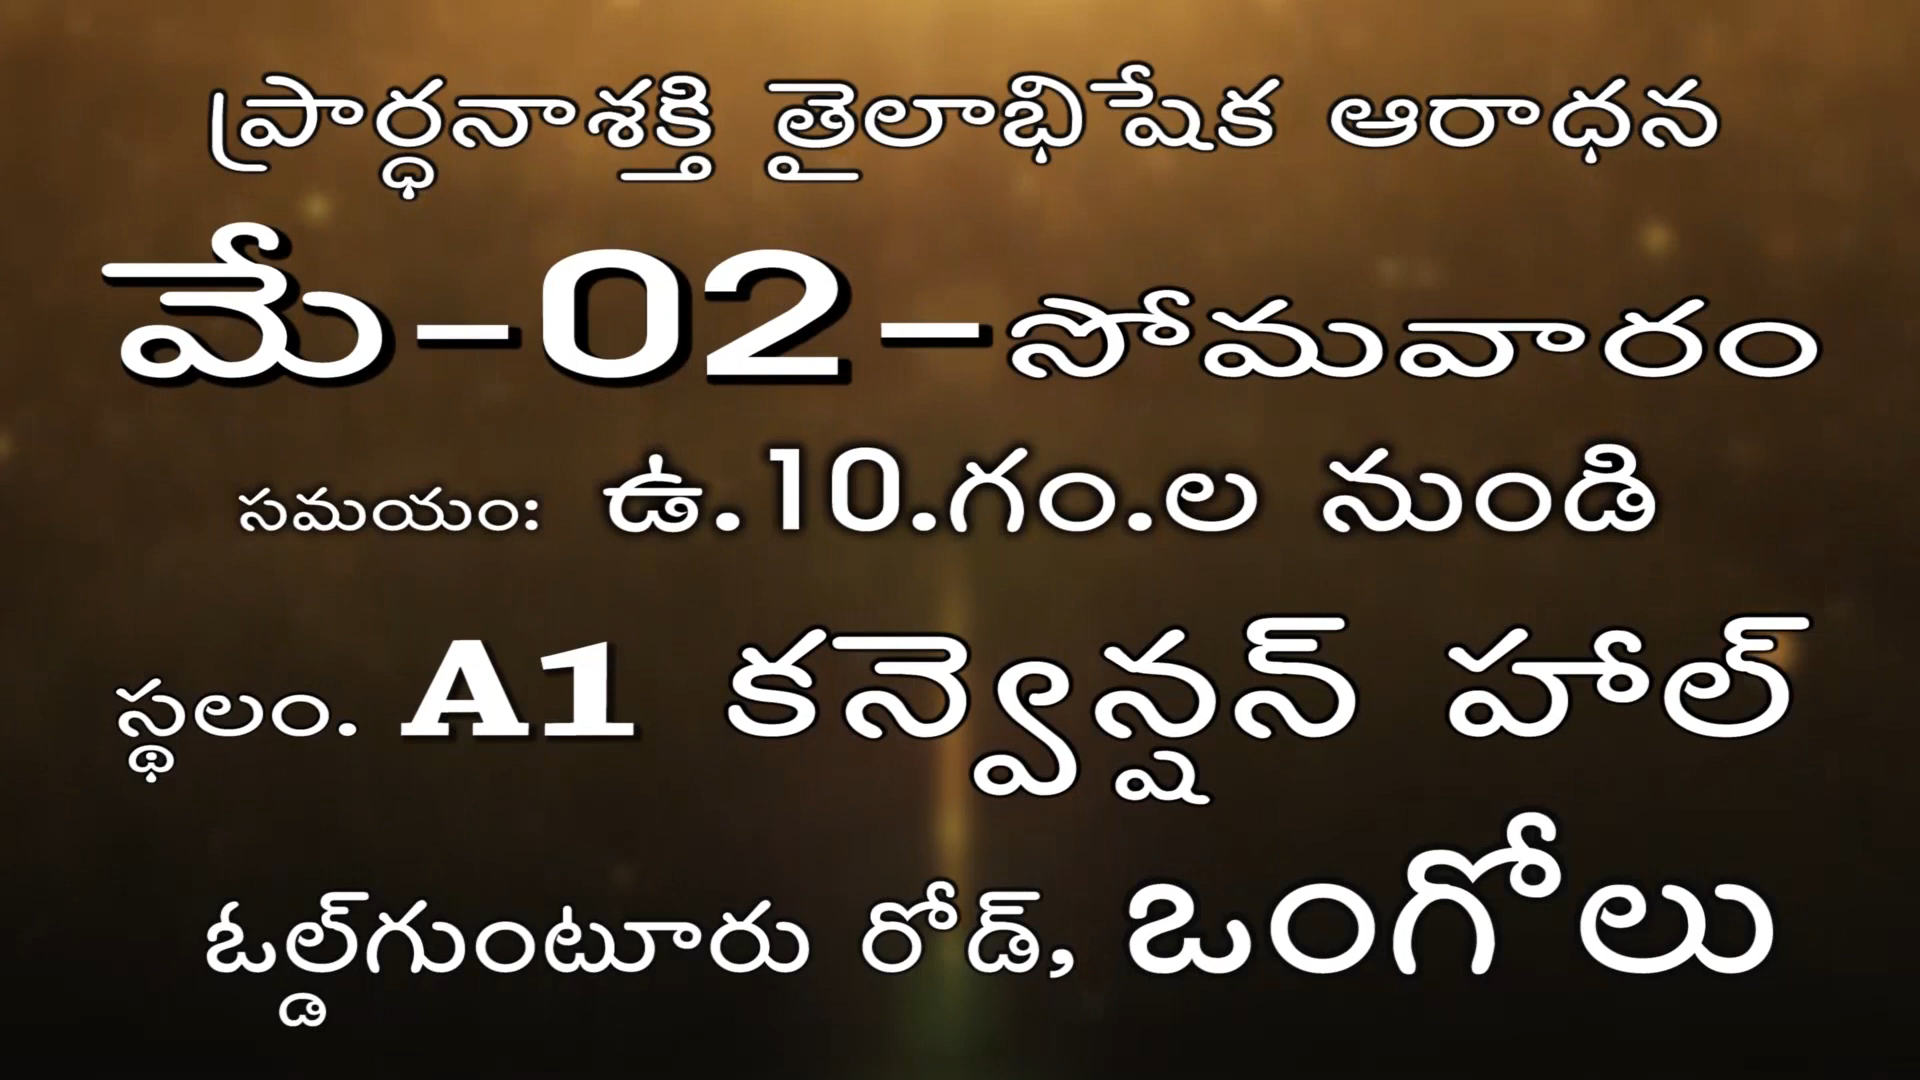 ప్రార్ధనాశక్తి తైలాభిషేక ఆరాధన
మే-02-సోమవారం
సమయం: ఉ.10.గం.ల నుండి
స్థలం. A1 కన్వెన్షన్ హాల్
ఓల్డ్‌గుంటూరు రోడ్, ఒంగోలు